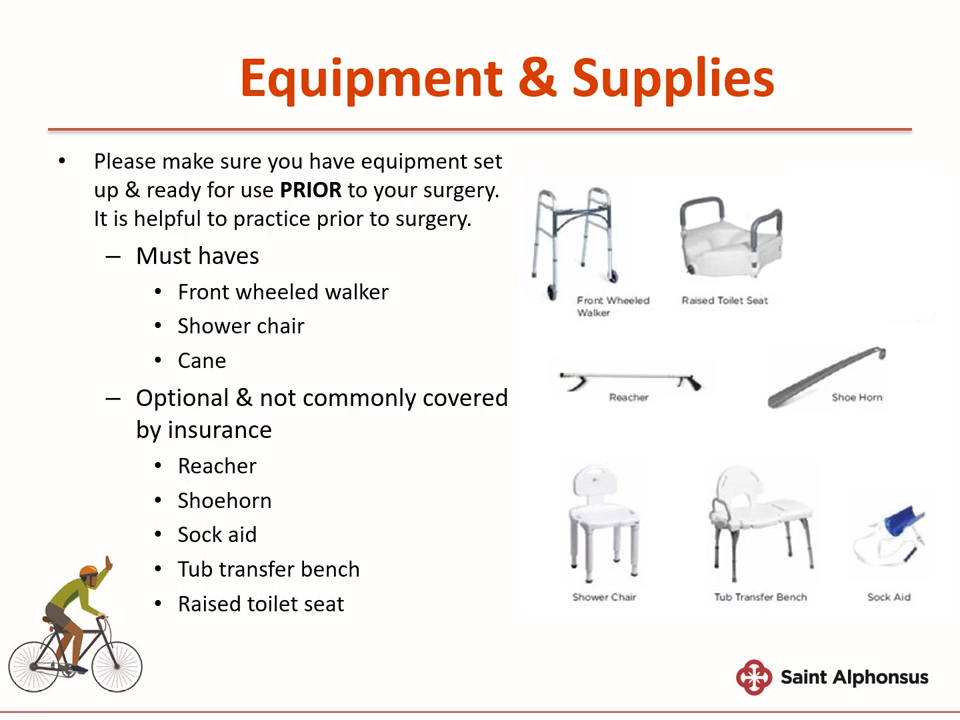 Equipment & Supplies
• Please make sure you have equipment set
up & ready for use PRIOR to your surgery.
It is helpful to practice prior to surgery.
– Must haves
• Front wheeled walker
• Shower chair
• Cane
– Optional & not commonly covered
by insurance
• Reacher
• Shoehorn
• Sock aid
• Tub transfer bench
• Raised toilet seat
Front Wheeled
Walker
Raised Toilet Seat
Reacher
Shoe Horn
Shower Chair
Tub Transfer Bench
Sock Aid
Saint Alphonsus